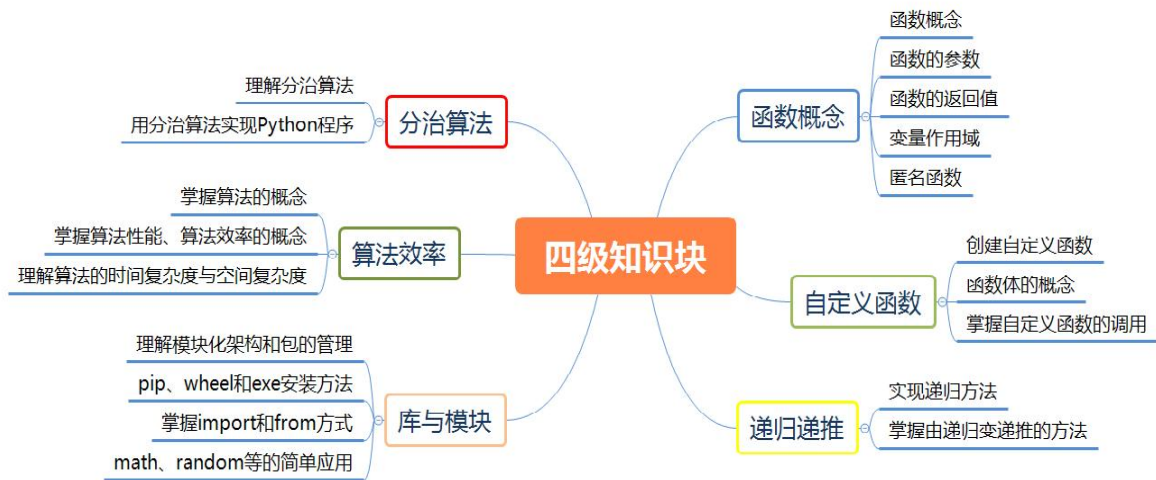 四级知识块
函数概念
函数概念
函数的参数
函数的返回值
变量作用域
匿名函数
自定义函数
创建自定义函数
函数体的概念
掌握自定义函数的调用
递归递推
实现递归方法
掌握由递归变递推的方法
分治算法
理解分治算法
用分治算法实现Python程序
算法效率
掌握算法的概念
掌握算法性能、算法效率的概念
理解算法的时间复杂度与空间复杂度
库与模块
理解模块化架构和包的管理
pip、wheel和exe安装方法
掌握import和from方式
math、random等的简单应用